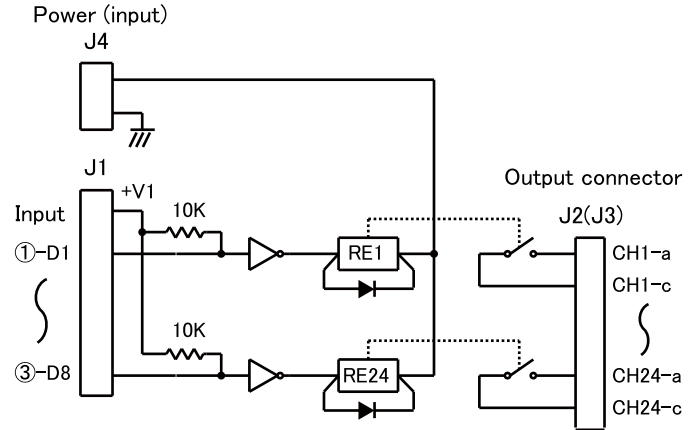 Power (input)
J4
J1
+V1
Output connector
Input
10K
J2(J3)
①-D1
RE1
CH1-a
CH1-c
10K
③-D8
RE24
CH24-a
CH24-c